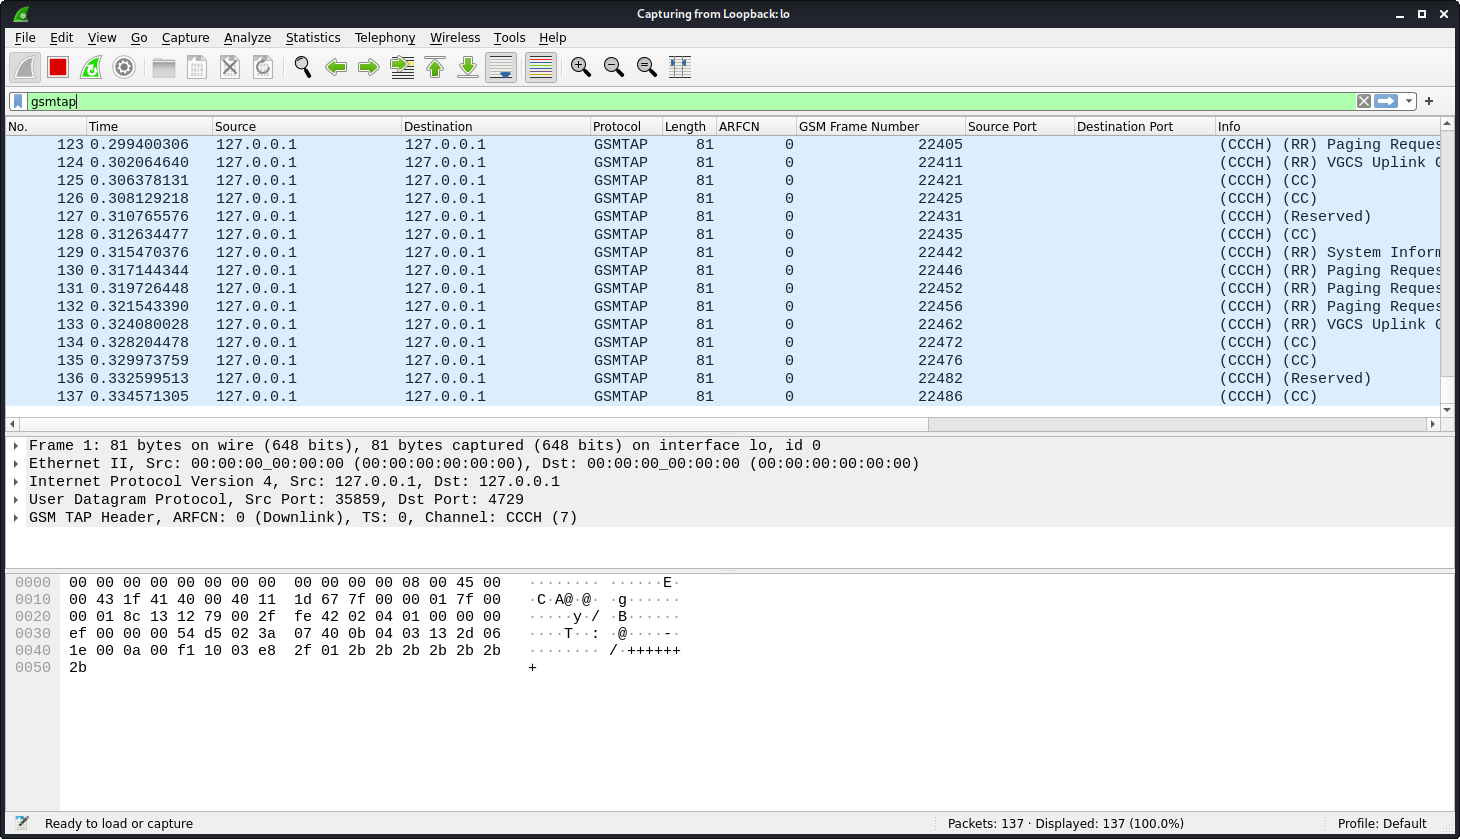 Capturing from Loopback: lo
File Edit View Go Capture Analyze Statistics Telephony Wireless Tools Help
gsmtap
No. Time Source Destination Protocol Length ARFCN GSM Frame Number Source Port Destination Port Info
123 0.299400306 127.0.0.1 127.0.0.1 GSMTAP 81 0 22405 (CCCH) (RR) Paging Reques
124 0.302064640 127.0.0.1 127.0.0.1 GSMTAP 81 0 22411 (CCCH) (RR) VGCS Uplink G
125 0.306378131 127.0.0.1 127.0.0.1 GSMTAP 81 0 22421 (CCCH) (CC)
126 0.308129218 127.0.0.1 127.0.0.1 GSMTAP 81 0 22425 (CCCH) (CC)
127 0.310765576 127.0.0.1 127.0.0.1 GSMTAP 81 0 22431 (CCCH) (Reserved)
128 0.312634477 127.0.0.1 127.0.0.1 GSMTAP 81 0 22435 (CCCH) (CC)
129 0.315470376 127.0.0.1 127.0.0.1 GSMTAP 81 0 22442 (CCCH) (RR) System Inform
130 0.317144344 127.0.0.1 127.0.0.1 GSMTAP 81 0 22446 (CCCH) (RR) Paging Reques
131 0.319726448 127.0.0.1 127.0.0.1 GSMTAP 81 0 22452 (CCCH) (RR) Paging Reques
132 0.321543390 127.0.0.1 127.0.0.1 GSMTAP 81 0 22456 (CCCH) (RR) Paging Reques
133 0.324080028 127.0.0.1 127.0.0.1 GSMTAP 81 0 22462 (CCCH) (RR) VGCS Uplink G
134 0.328204478 127.0.0.1 127.0.0.1 GSMTAP 81 0 22472 (CCCH) (CC)
135 0.329973759 127.0.0.1 127.0.0.1 GSMTAP 81 0 22476 (CCCH) (CC)
136 0.332599513 127.0.0.1 127.0.0.1 GSMTAP 81 0 22482 (CCCH) (Reserved)
137 0.334571305 127.0.0.1 127.0.0.1 GSMTAP 81 0 22486 (CCCH) (CC)
Frame 1: 81 bytes on wire (648 bits), 81 bytes captured (648 bits) on interface lo, id 0
Ethernet II, Src: 00:00:00_00:00:00 (00:00:00:00:00:00), Dst: 00:00:00_00:00:00 (00:00:00:00:00:00)
Internet Protocol Version 4, Src: 127.0.0.1, Dst: 127.0.0.1
User Datagram Protocol, Src Port: 35859, Dst Port: 4729
GSM TAP Header, ARFCN: 0 (Downlink), TS: 0, Channel: CCCH (7)
0000 00 00 00 00 00 00 00 00 00 00 00 00 08 00 45 00 ········ ······E·
0010 00 43 1f 41 40 00 40 11 1d 67 7f 00 00 01 7f 00 ·C·A@·@· ·g······
0020 00 01 8c 13 12 79 00 2f fe 42 02 04 01 00 00 00 ·····y·/ ·B······
0030 ef 00 00 00 54 d5 02 3a 07 40 0b 04 03 13 2d 06 ····T··: ·@····-·
0040 1e 00 0a 00 f1 10 03 e8 2f 01 2b 2b 2b 2b 2b 2b ········ /·++++++
0050 2b +
Ready to load or capture Packets: 137 · Displayed: 137 (100.0%) Profile: Default